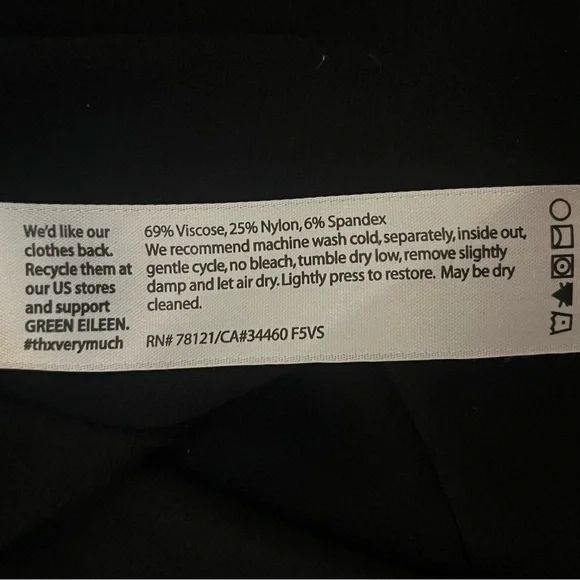 We'd like our
clothes back.
Recycle them at
our US stores
and support
GREEN EILEEN.
#thxverymuch
69% Viscose, 25% Nylon, 6% Spandex
We recommend machine wash cold, separately, inside out,
gentle cycle, no bleach, tumble dry low, remove slightly
damp and let air dry. Lightly press to restore. May be dry
cleaned.
RN# 78121/CA#34460 F5VS